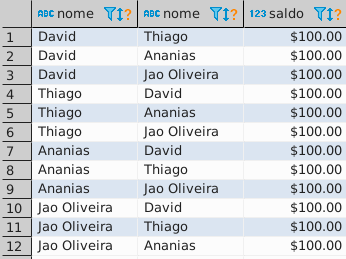 ABC nome ABC nome 123 saldo
1 David Thiago $100.00
2 David Ananias $100.00
3 David Jao Oliveira $100.00
4 Thiago David $100.00
5 Thiago Ananias $100.00
6 Thiago Jao Oliveira $100.00
7 Ananias David $100.00
8 Ananias Thiago $100.00
9 Ananias Jao Oliveira $100.00
10 Jao Oliveira David $100.00
11 Jao Oliveira Thiago $100.00
12 Jao Oliveira Ananias $100.00